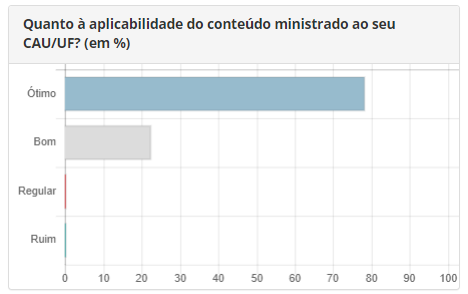 Quanto à aplicabilidade do conteúdo ministrado ao seu
CAU/UF? (em %)
Ótimo
Bom
Regular
Ruim
0 10 20 30 40 50 60 70 80 90 100